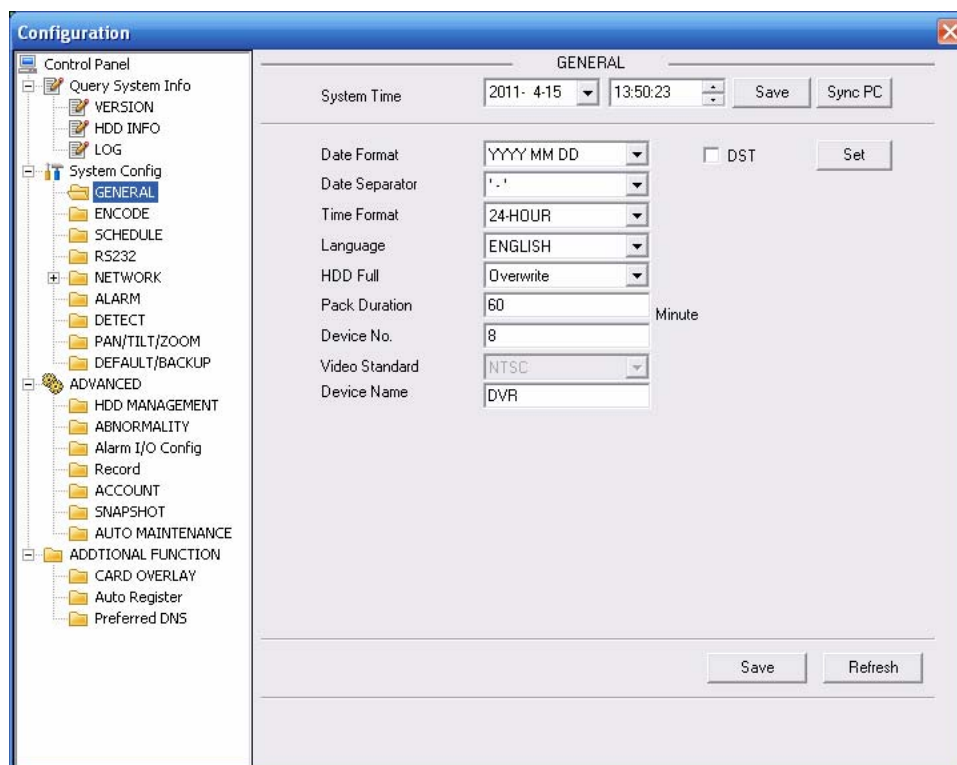 Configuration
Control Panel
Query System Info
VERSION
HDD INFO
LOG
System Config
GENERAL
ENCODE
SCHEDULE
RS232
NETWORK
ALARM
DETECT
PAN/TILT/ZOOM
DEFAULT/BACKUP
ADVANCED
HDD MANAGEMENT
ABNORMALITY
Alarm I/O Config
Record
ACCOUNT
SNAPSHOT
AUTO MAINTENANCE
ADDTIONAL FUNCTION
CARD OVERLAY
Auto Register
Preferred DNS
GENERAL
System Time 2011- 4-15 13:50:23 Save Sync PC
Date Format YYYY MM DD DST Set
Date Separator '-'
Time Format 24-HOUR
Language ENGLISH
HDD Full Overwrite
Pack Duration 60 Minute
Device No. 8
Video Standard NTSC
Device Name DVR
Save Refresh